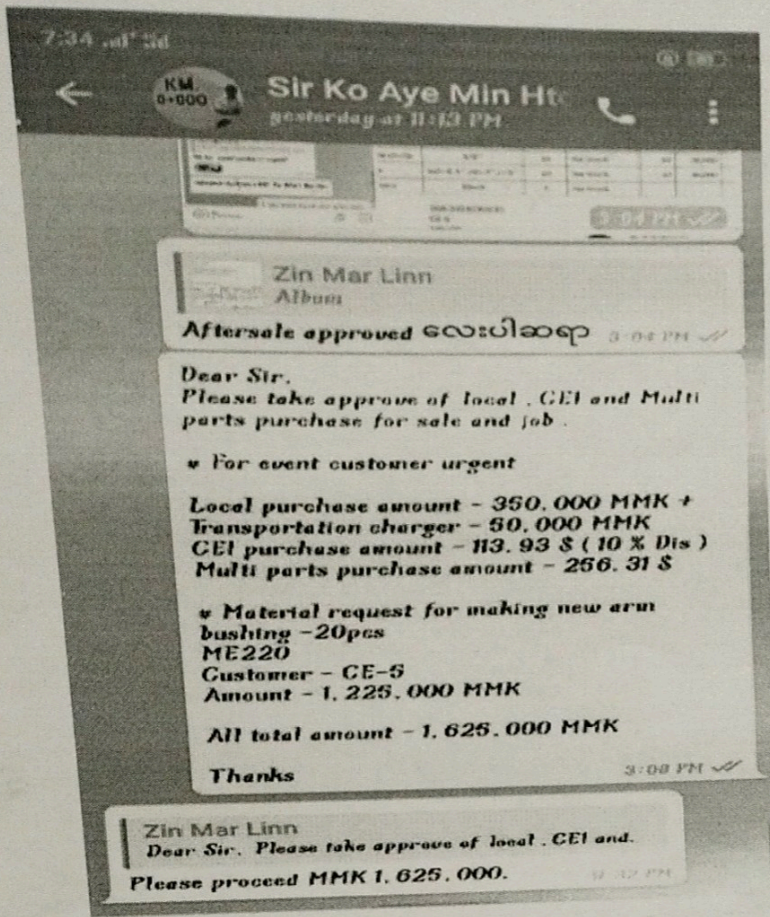 7:34
KM
0+000
Sir Ko Aye Min Ht
yesterday at 11:13 PM
3:04 PM
Zin Mar Linn
Album
Aftersale approved လေးပါဆရာ 3:04 PM
Dear Sir,
Please take approve of local , CEI and Multi
parts purchase for sale and job .
* For event customer urgent
Local purchase amount - 350,000 MMK +
Transportation charger - 50,000 MMK
CEI purchase amount - 113.93 $ ( 10 % Dis )
Multi parts purchase amount - 256.31 $
* Material request for making new arm
bushing -20pcs
ME220
Customer - CE-5
Amount - 1,225,000 MMK
All total amount - 1,625,000 MMK
Thanks 3:08 PM
Zin Mar Linn
Dear Sir, Please take approve of local , CEI and.
Please proceed MMK 1,625,000.